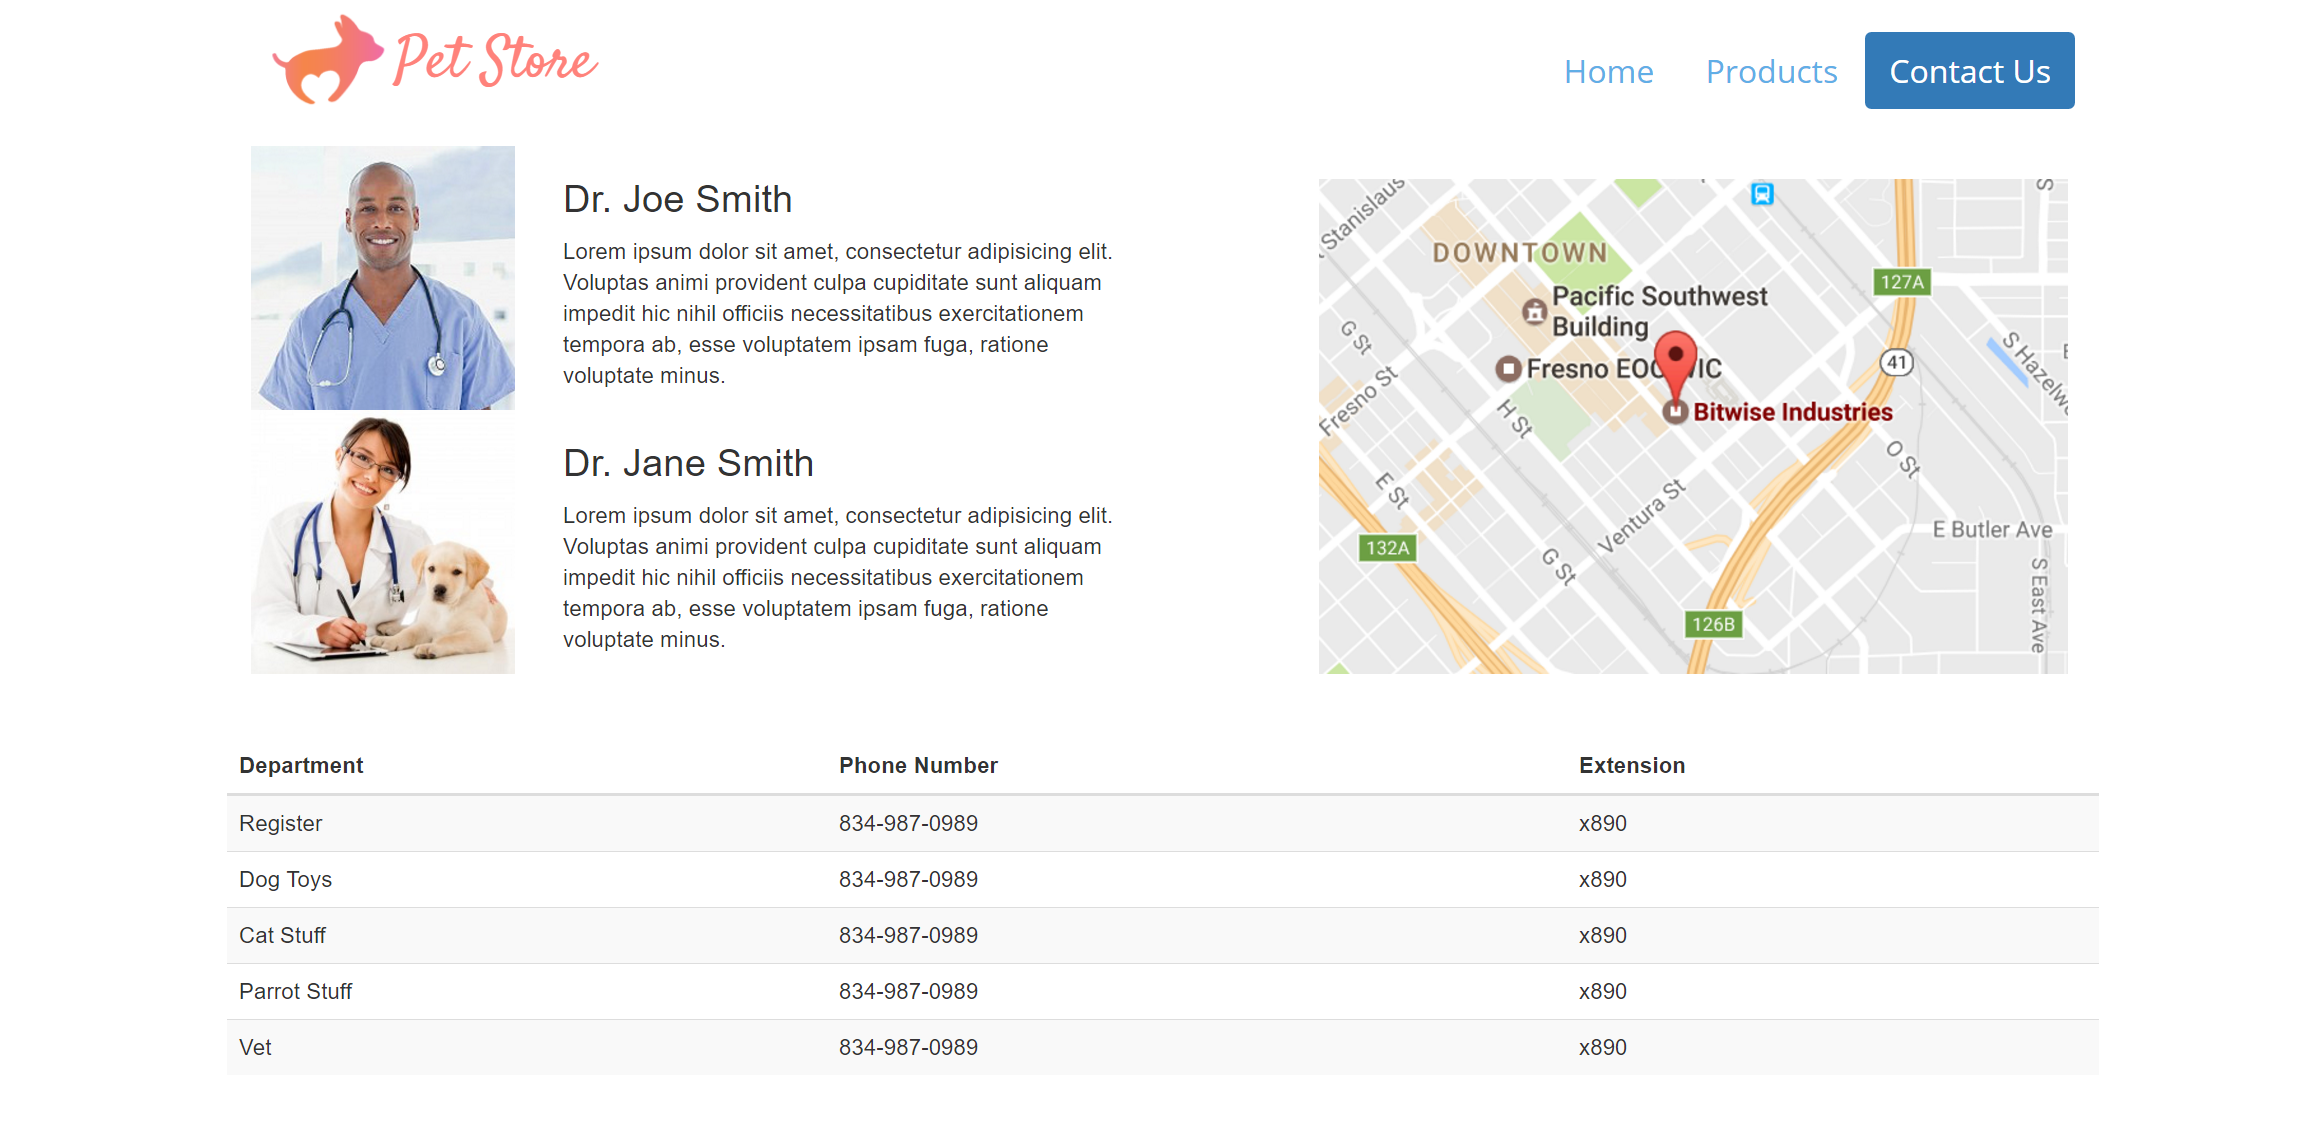 Pet Store
Home Products Contact Us
Dr. Joe Smith
Lorem ipsum dolor sit amet, consectetur adipisicing elit.
Voluptas animi provident culpa cupiditate sunt aliquam
impedit hic nihil officiis necessitatibus exercitationem
tempora ab, esse voluptatem ipsam fuga, ratione
voluptate minus.
Dr. Jane Smith
Lorem ipsum dolor sit amet, consectetur adipisicing elit.
Voluptas animi provident culpa cupiditate sunt aliquam
impedit hic nihil officiis necessitatibus exercitationem
tempora ab, esse voluptatem ipsam fuga, ratione
voluptate minus.
Stanislaus
DOWNTOWN
127A
Pacific Southwest
Building
G St
41
Fresno
Fresno St
H St
Bitwise Industries
O St
E St
Ventura St
E Butler Ave
132A
G St
S East Ave
126B
Department Phone Number Extension
Register 834-987-0989 x890
Dog Toys 834-987-0989 x890
Cat Stuff 834-987-0989 x890
Parrot Stuff 834-987-0989 x890
Vet 834-987-0989 x890